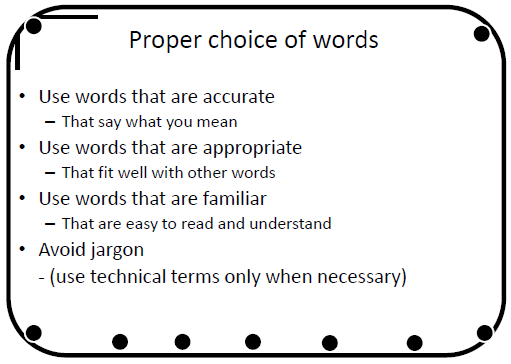 Proper choice of words
• Use words that are accurate
– That say what you mean
• Use words that are appropriate
– That fit well with other words
• Use words that are familiar
– That are easy to read and understand
• Avoid jargon
- (use technical terms only when necessary)